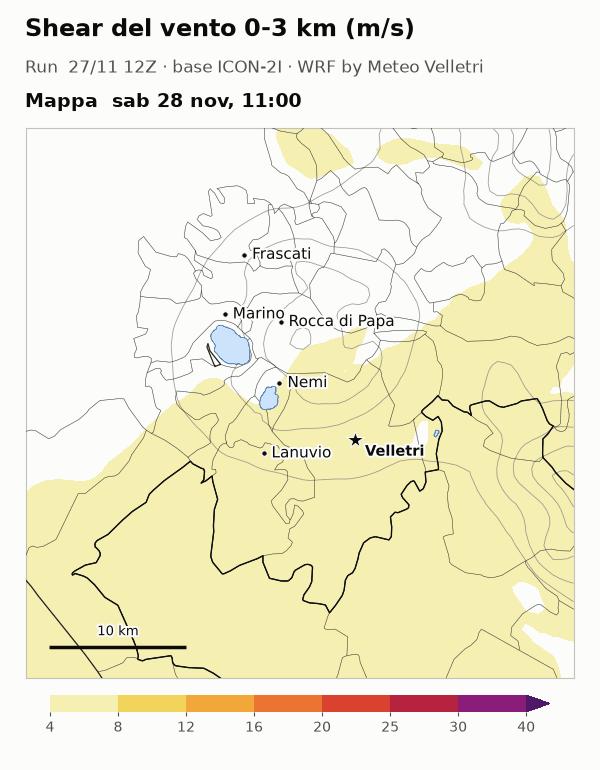 Shear del vento 0-3 km (m/s)
Run  27/11 12Z · base ICON-2I · WRF by Meteo Velletri
Mappa  sab 28 nov, 11:00
Frascati
Marino
Rocca di Papa
Nemi
Velletri
Lanuvio
10 km
4 8 12 16 20 25 30 40